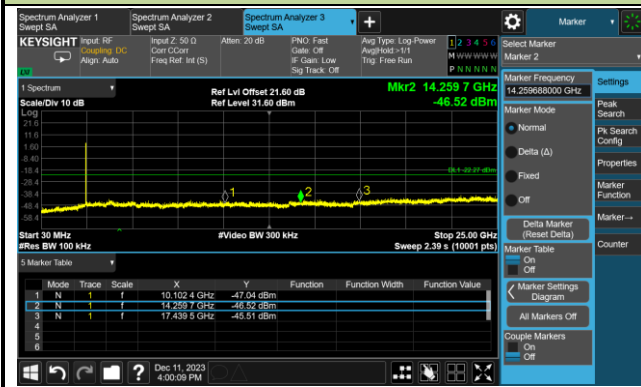 Spectrum Analyzer 1
Swept SA
Spectrum Analyzer 2
Swept SA
Spectrum Analyzer 3
Swept SA
Marker
KEYSIGHT
Input: RF
Coupling: DC
Align: Auto
Input Z: 50 Ω
Corr CCorr
Freq Ref: Int (S)
Atten: 20 dB
PNO: Fast
Gate: Off
IF Gain: Low
Sig Track: Off
Avg Type: Log-Power
Avg|Hold:>1/1
Trig: Free Run
1 2 3 4 5 6
M W W W W W
P N N N N N
Select Marker
Marker 2
1 Spectrum
Scale/Div 10 dB
Log
Ref Lvl Offset 21.60 dB
Ref Level 31.60 dBm
Mkr2 14.259 7 GHz
-46.52 dBm
21.6
11.6
1.60
-8.40
-18.4
-28.4
-38.4
-48.4
-58.4
DL1 -22.27 dBm
1
2
3
Start 30 MHz
#Res BW 100 kHz
#Video BW 300 kHz
Stop 25.00 GHz
Sweep 2.39 s (10001 pts)
5 Marker Table
Mode Trace Scale X Y Function Function Width Function Value
1 N 1 f 10.102 4 GHz -47.04 dBm
2 N 1 f 14.259 7 GHz -46.52 dBm
3 N 1 f 17.439 5 GHz -45.51 dBm
4
5
6
Marker Frequency
14.259688000 GHz
Marker Mode
Normal
Delta (Δ)
Fixed
Off
Delta Marker
(Reset Delta)
Marker Table
On
Off
Marker Settings
Diagram
All Markers Off
Couple Markers
On
Off
Settings
Peak
Search
Pk Search
Config
Properties
Marker
Function
Marker→
Counter
?
Dec 11, 2023
4:00:09 PM